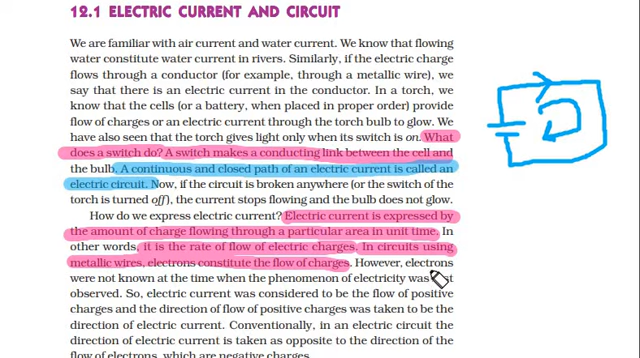 12.1 ELECTRIC CURRENT AND CIRCUIT
We are familiar with air current and water current. We know that flowing
water constitute water current in rivers. Similarly, if the electric charge
flows through a conductor (for example, through a metallic wire), we
say that there is an electric current in the conductor. In a torch, we
know that the cells (or a battery, when placed in proper order) provide
flow of charges or an electric current through the torch bulb to glow. We
have also seen that the torch gives light only when its switch is on. What
does a switch do? A switch makes a conducting link between the cell and
the bulb. A continuous and closed path of an electric current is called an
electric circuit. Now, if the circuit is broken anywhere (or the switch of the
torch is turned off), the current stops flowing and the bulb does not glow.
How do we express electric current? Electric current is expressed by
the amount of charge flowing through a particular area in unit time. In
other words, it is the rate of flow of electric charges. In circuits using
metallic wires, electrons constitute the flow of charges. However, electrons
were not known at the time when the phenomenon of electricity was
observed. So, electric current was considered to be the flow of positive
charges and the direction of flow of positive charges was taken to be
the direction of electric current. Conventionally, in an electric circuit
the direction of electric current is taken as opposite to the direction of the
flow of electrons, which are negative charges.